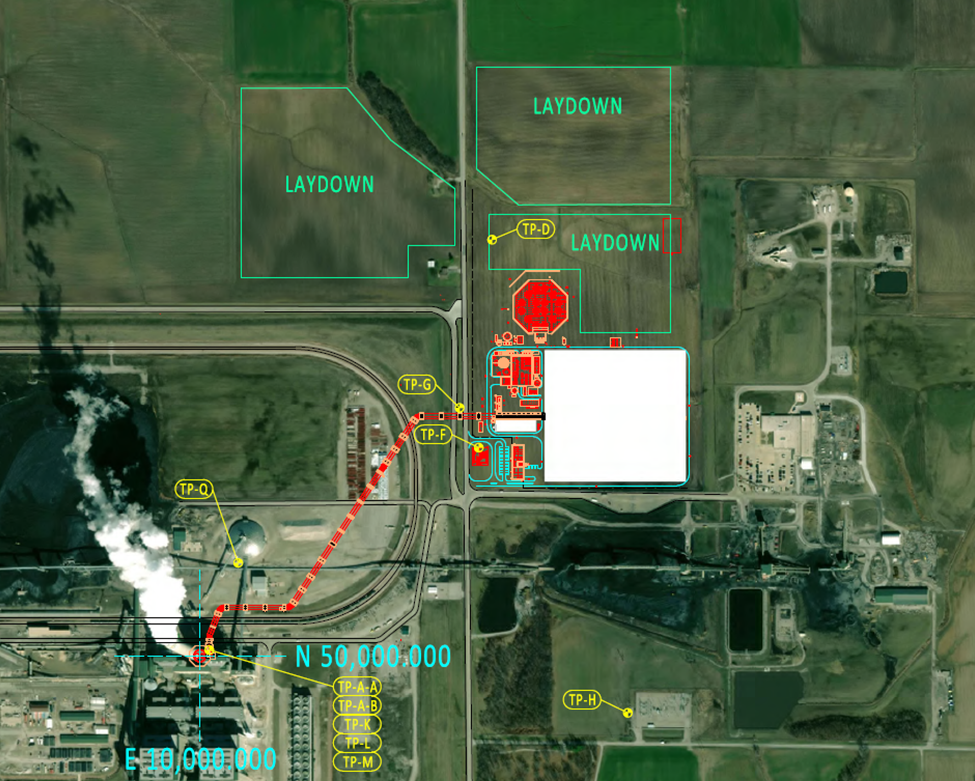 LAYDOWN
LAYDOWN
TP-D
LAYDOWN
TP-G
TP-F
TP-Q
N 50,000.000
TP-A-A
TP-A-B
TP-K
TP-L
TP-M
TP-H
E 10,000.000